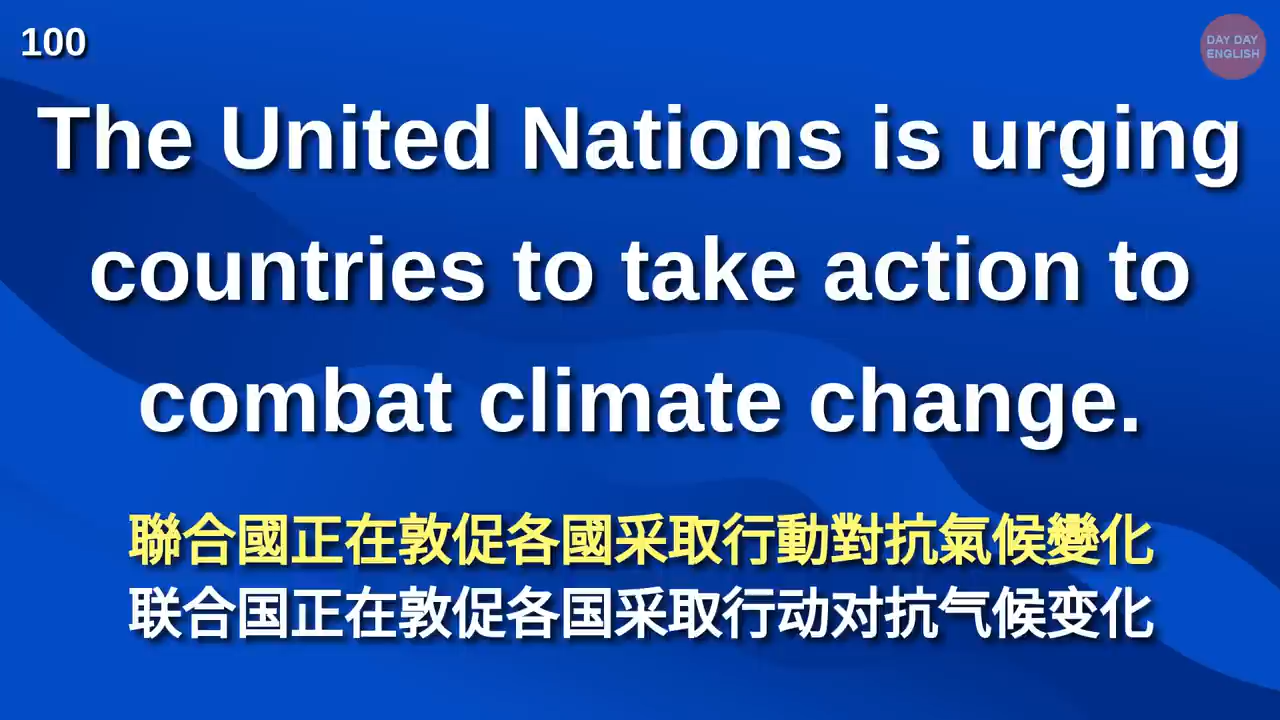 100
DAY DAY
ENGLISH
The United Nations is urging
countries to take action to
combat climate change.
聯合國正在敦促各國采取行動對抗氣候變化
联合国正在敦促各国采取行动对抗气候变化